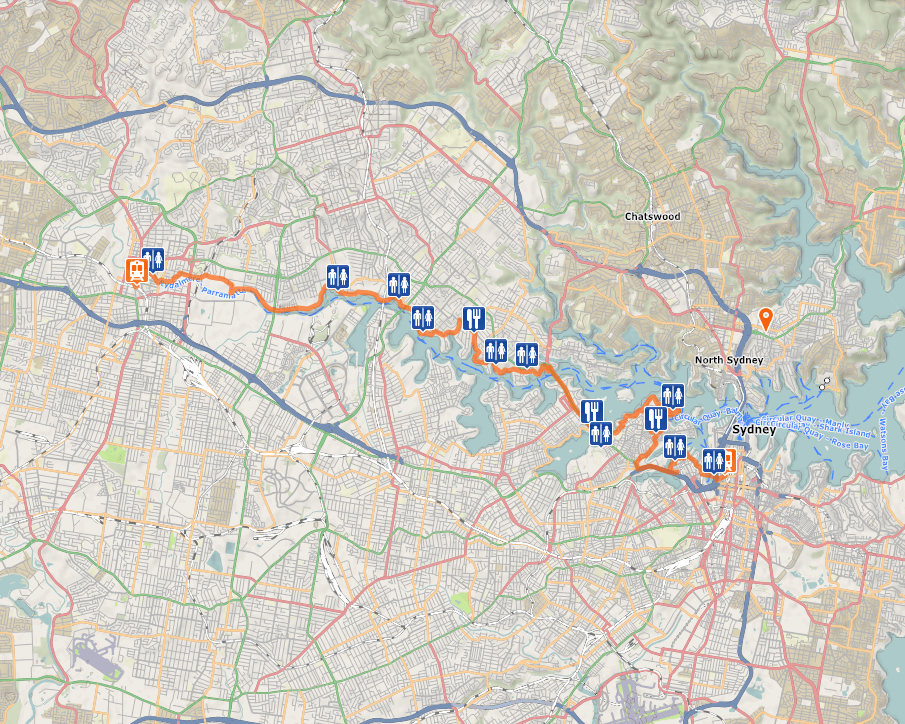 Chatswood
North Sydney
Sydney
Parramatta
Circular Quay - Manly
Shark Island
Circular Quay - Rose Bay
Watsons Bay